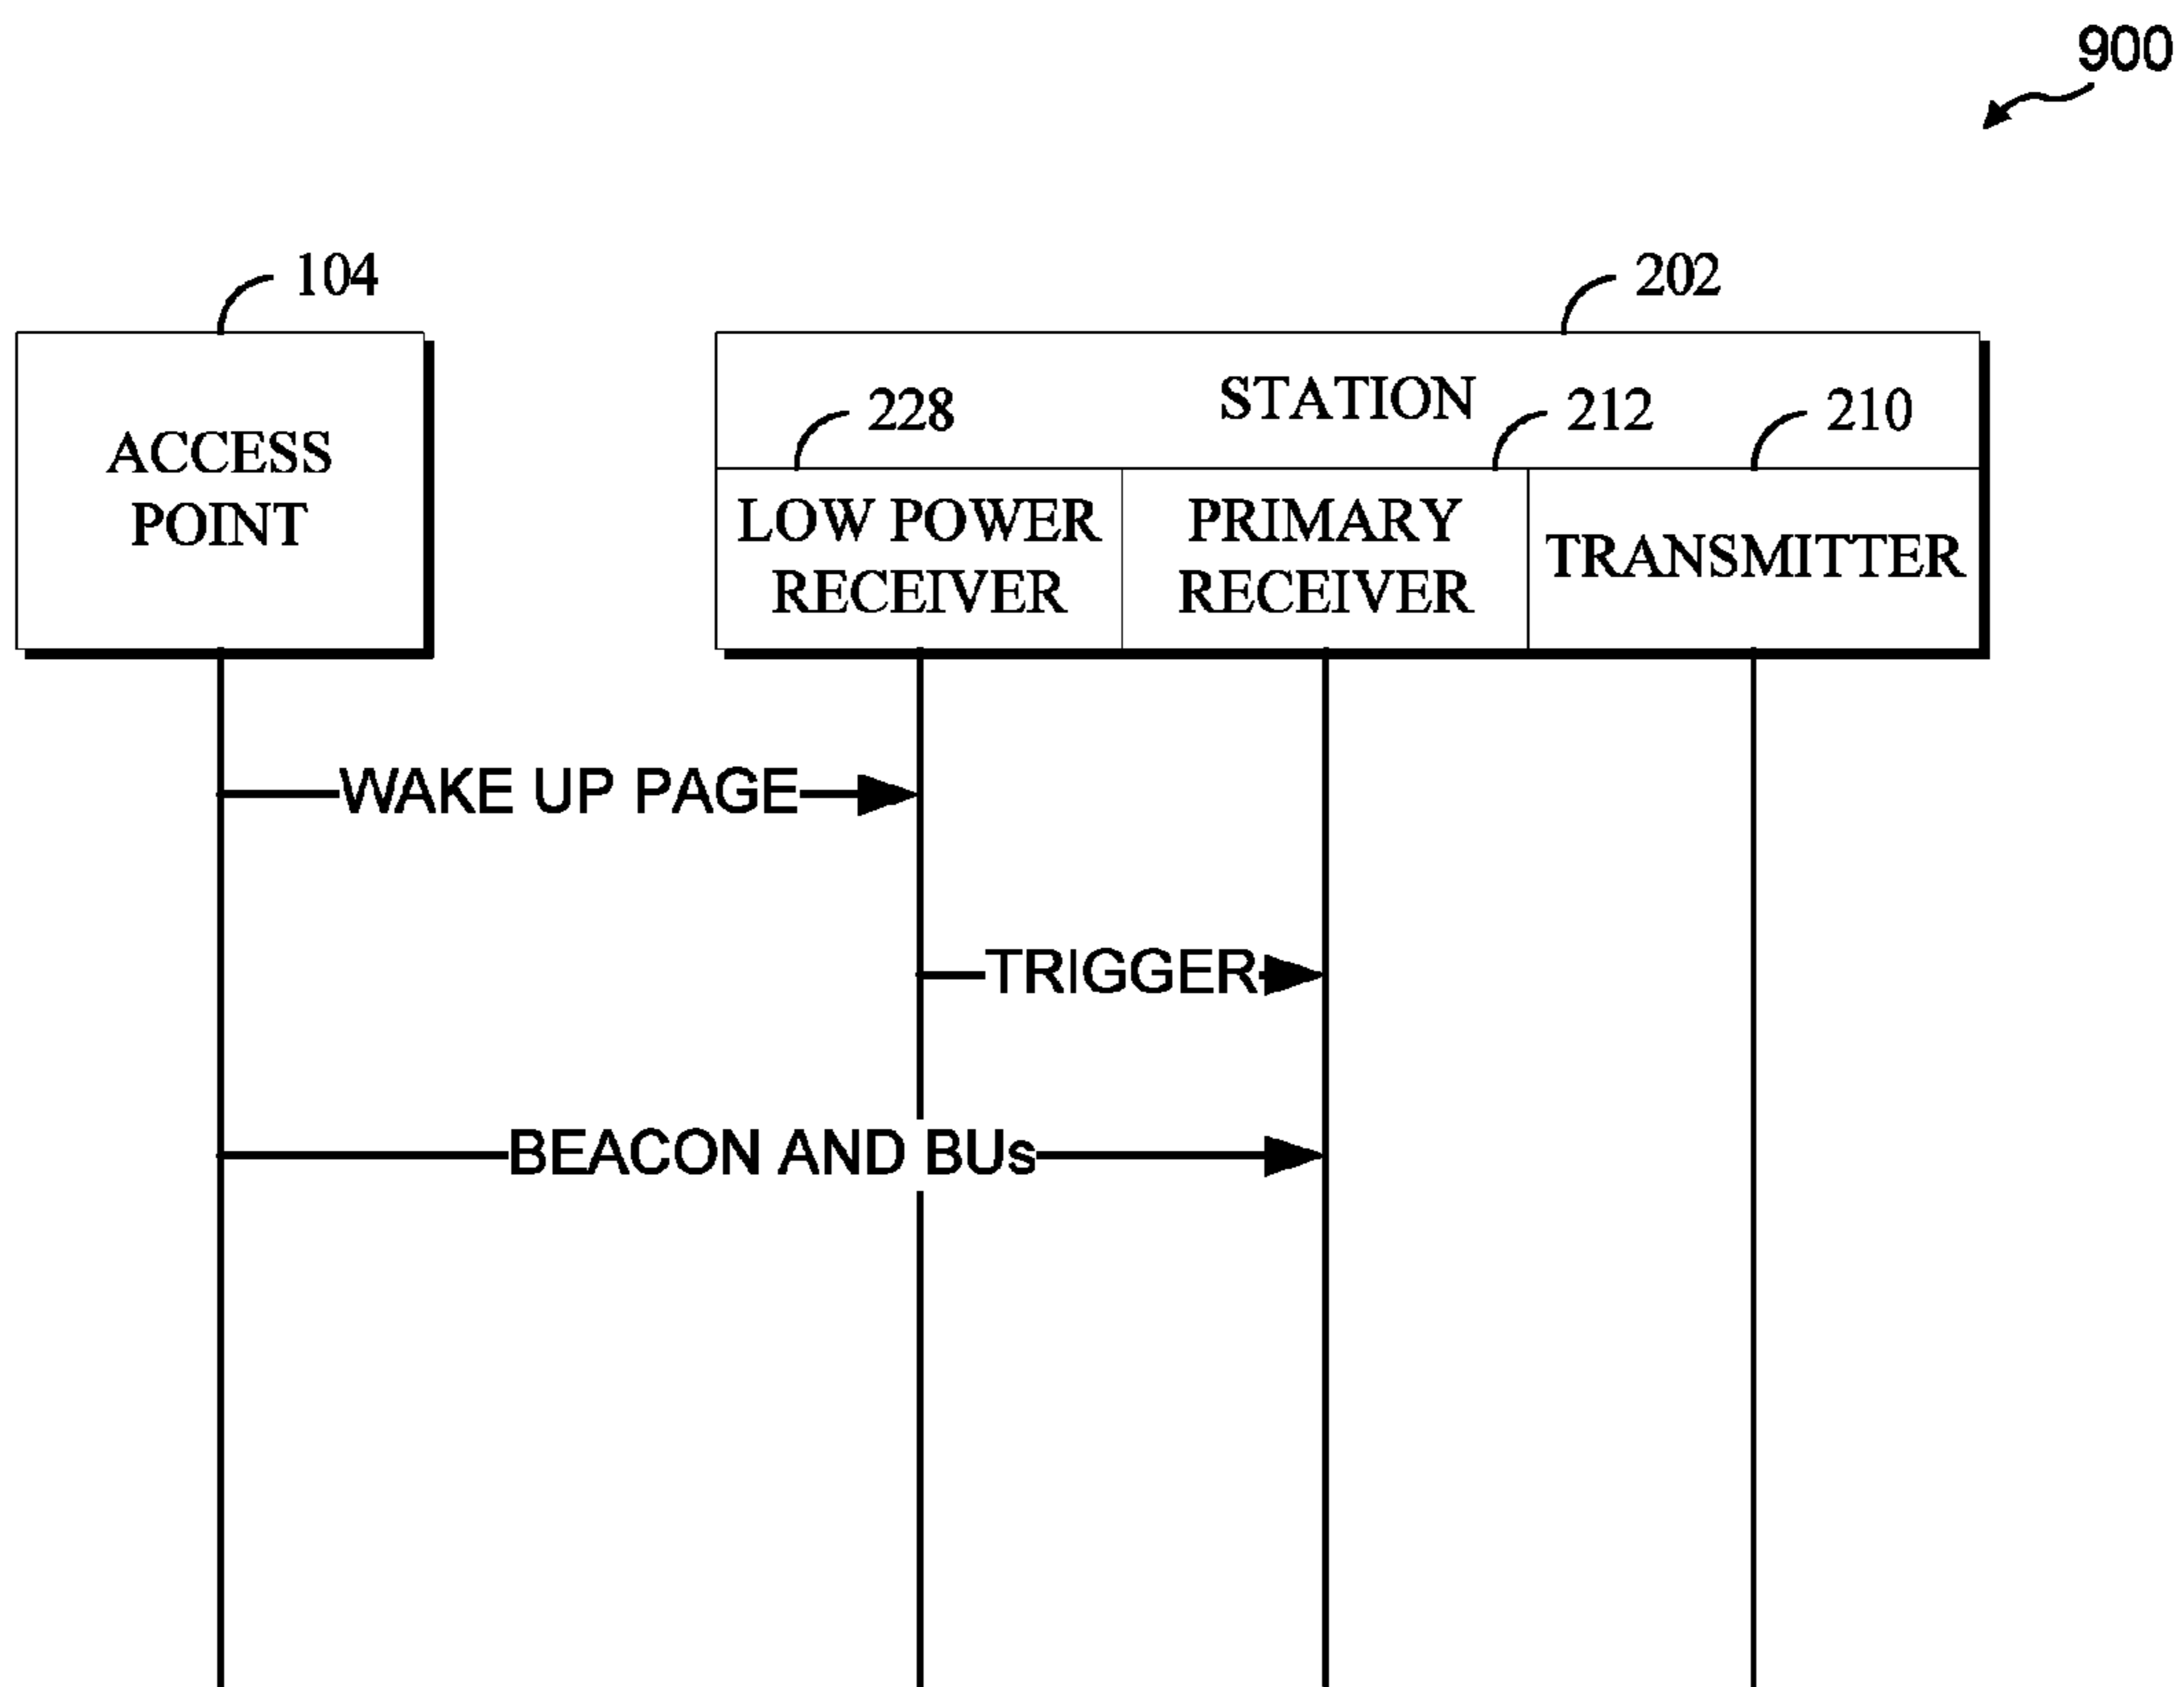 900
104
202
ACCESS
POINT
STATION
228
212
210
LOW POWER
RECEIVER
PRIMARY
RECEIVER
TRANSMITTER
WAKE UP PAGE
TRIGGER
BEACON AND BUs